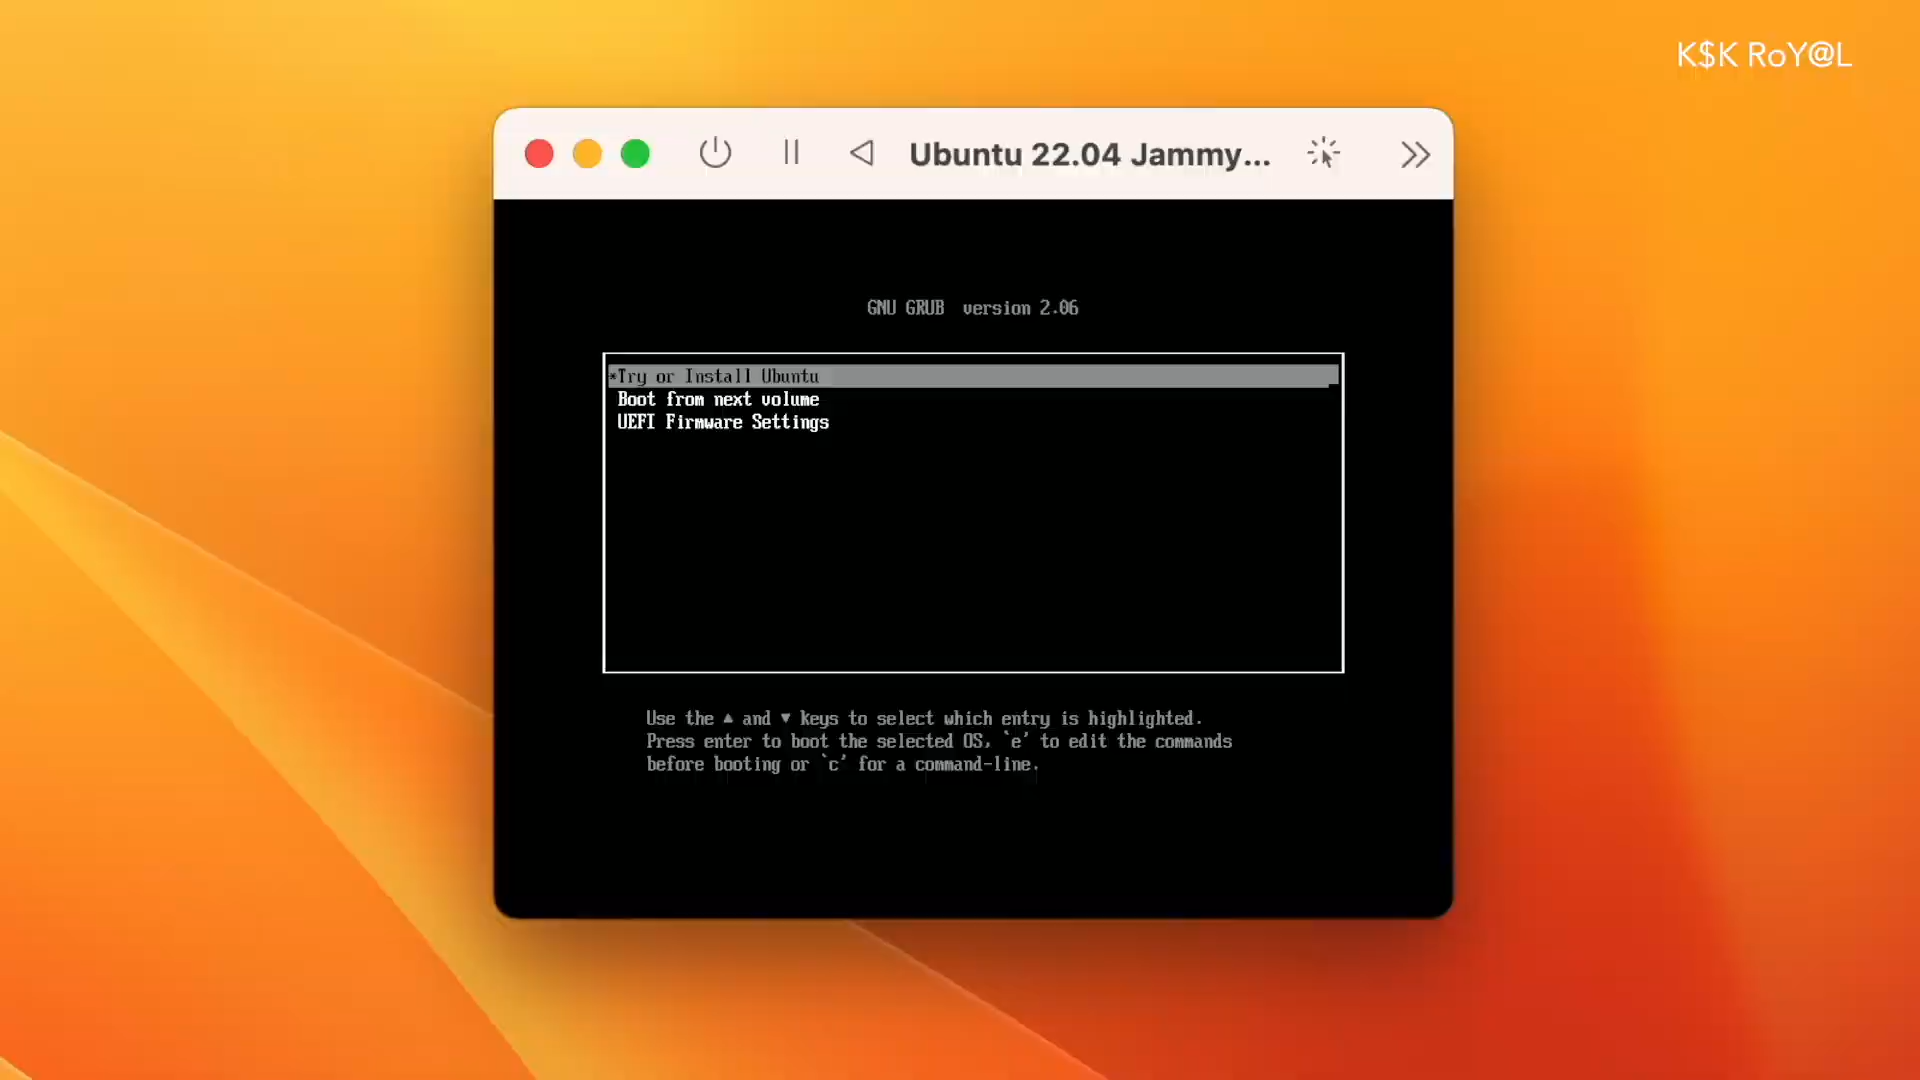 K$K RoY@L
Ubuntu 22.04 Jammy...
GNU GRUB  version 2.06
*Try or Install Ubuntu
Boot from next volume
UEFI Firmware Settings
Use the ▲ and ▼ keys to select which entry is highlighted.
Press enter to boot the selected OS, `e' to edit the commands
before booting or `c' for a command-line.